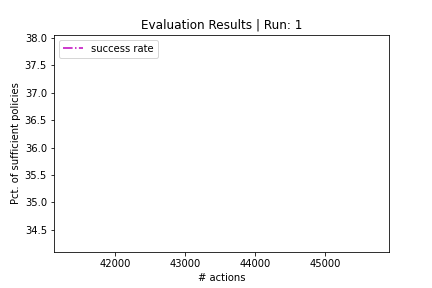 Evaluation Results | Run: 1
success rate
Pct. of sufficient policies
38.0
37.5
37.0
36.5
36.0
35.5
35.0
34.5
42000 43000 44000 45000
# actions